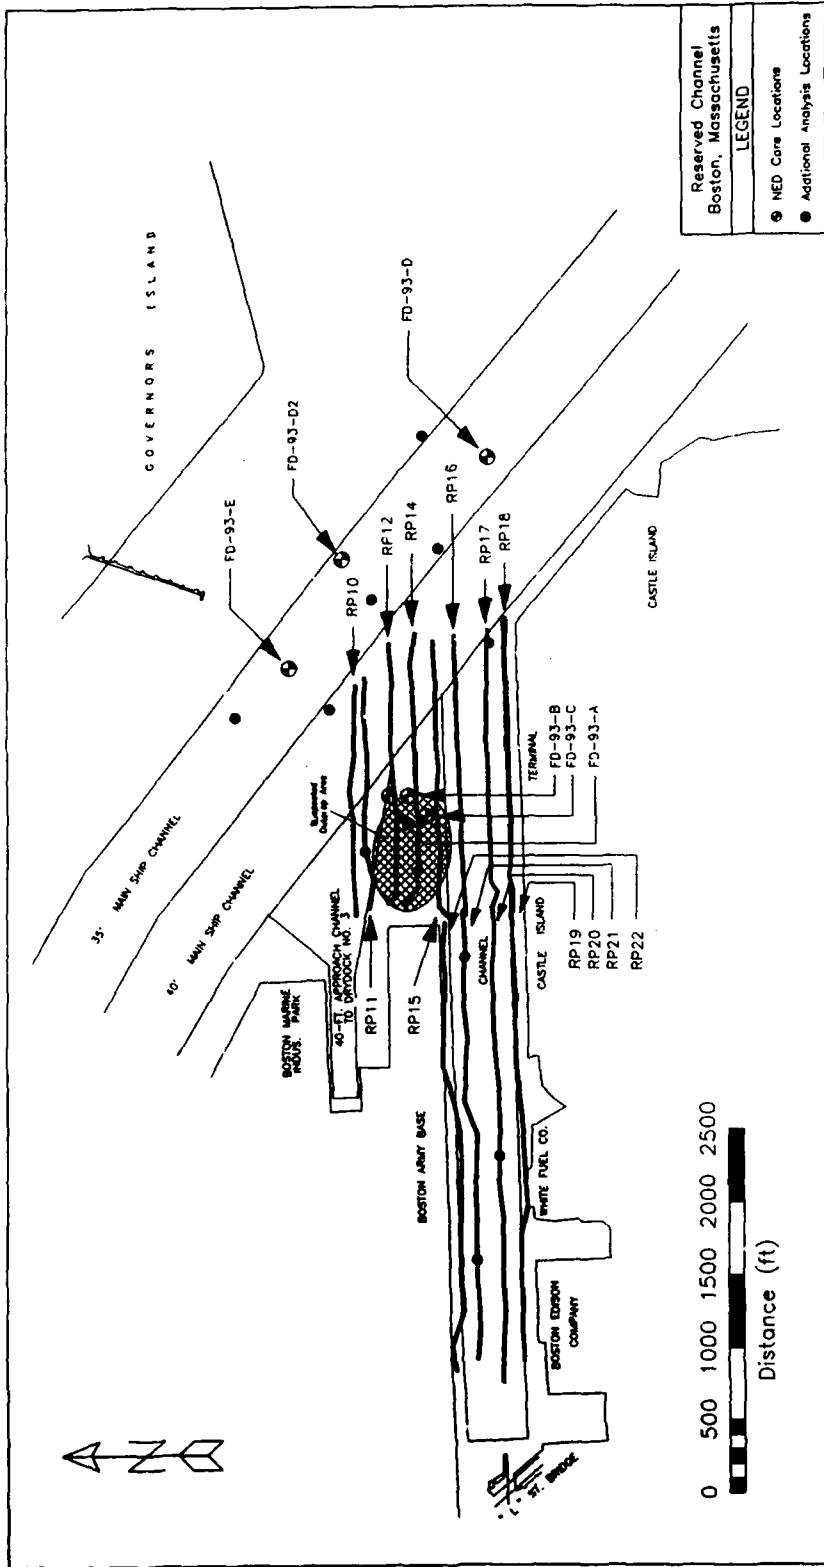 GOVERNORS ISLAND
FD-93-E
FD-93-D2
FD-93-D
35' MAIN SHIP CHANNEL
40' MAIN SHIP CHANNEL
RP10
RP12
RP14
RP16
RP17
RP18
Suspected
Outcrop Area
BOSTON MARINE
INDUS. PARK
40-FT. APPROACH CHANNEL
TO DRYDOCK NO. 3
RP11
RP15
BOSTON ARMY BASE
CHANNEL
CASTLE ISLAND TERMINAL
FD-93-B
FD-93-C
FD-93-A
RP19
RP20
RP21
RP22
CASTLE ISLAND
WHITE FUEL CO.
BOSTON EDISON
COMPANY
"L" ST. BRIDGE
N
0 500 1000 1500 2000 2500
Distance (ft)
Reserved Channel
Boston, Massachusetts
LEGEND
NED Core Locations
Addtional Analysis Locations